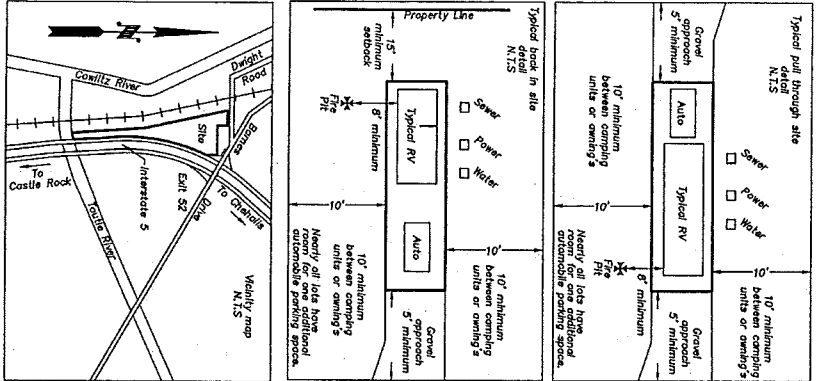 Property Line
15'
minimum
setback
Typical back in site
detail
N.T.S
Sewer
Power
Water
Typical RV
Auto
8' minimum
Fire
Pit
10'
10'
10' minimum
between camping
units or awning's
10' minimum
between camping
units or awning's
Nearly all lots have
room for one additional
automobile parking space.
Gravel
approach
5' minimum
Typical pull through site
detail
N.T.S
Gravel
approach
5' minimum
Auto
Typical RV
Sewer
Power
Water
10' minimum
between camping
units or awning's
10'
10'
Fire
Pit
8' minimum
10' minimum
between camping
units or awning's
Nearly all lots have
room for one additional
automobile parking space.
Gravel
approach
5' minimum
N
Cowlitz River
Dwight
Road
Barnes
Drive
Site
To
Castle Rock
Interstate 5
Exit 52
To Chehalis
Toutle River
Vicinity map
N.T.S